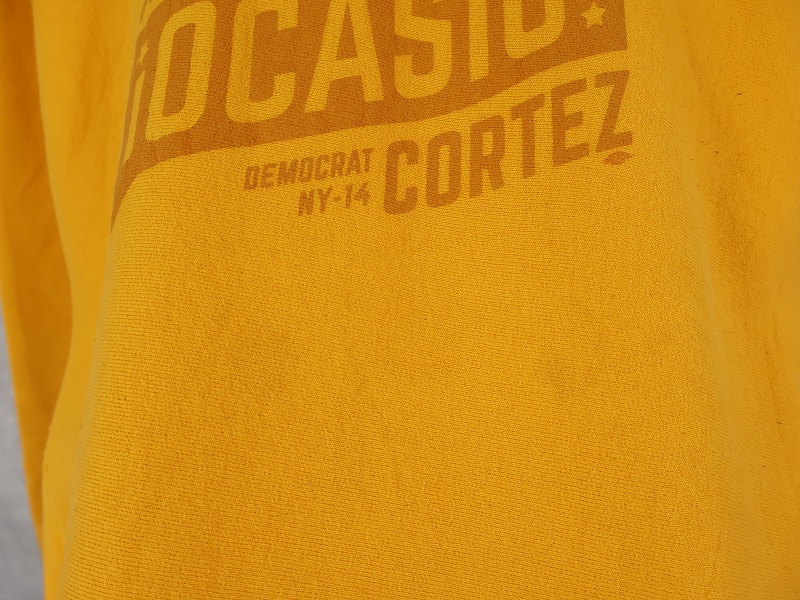 ¡OCASIO
DEMOCRAT
NY-14
CORTEZ